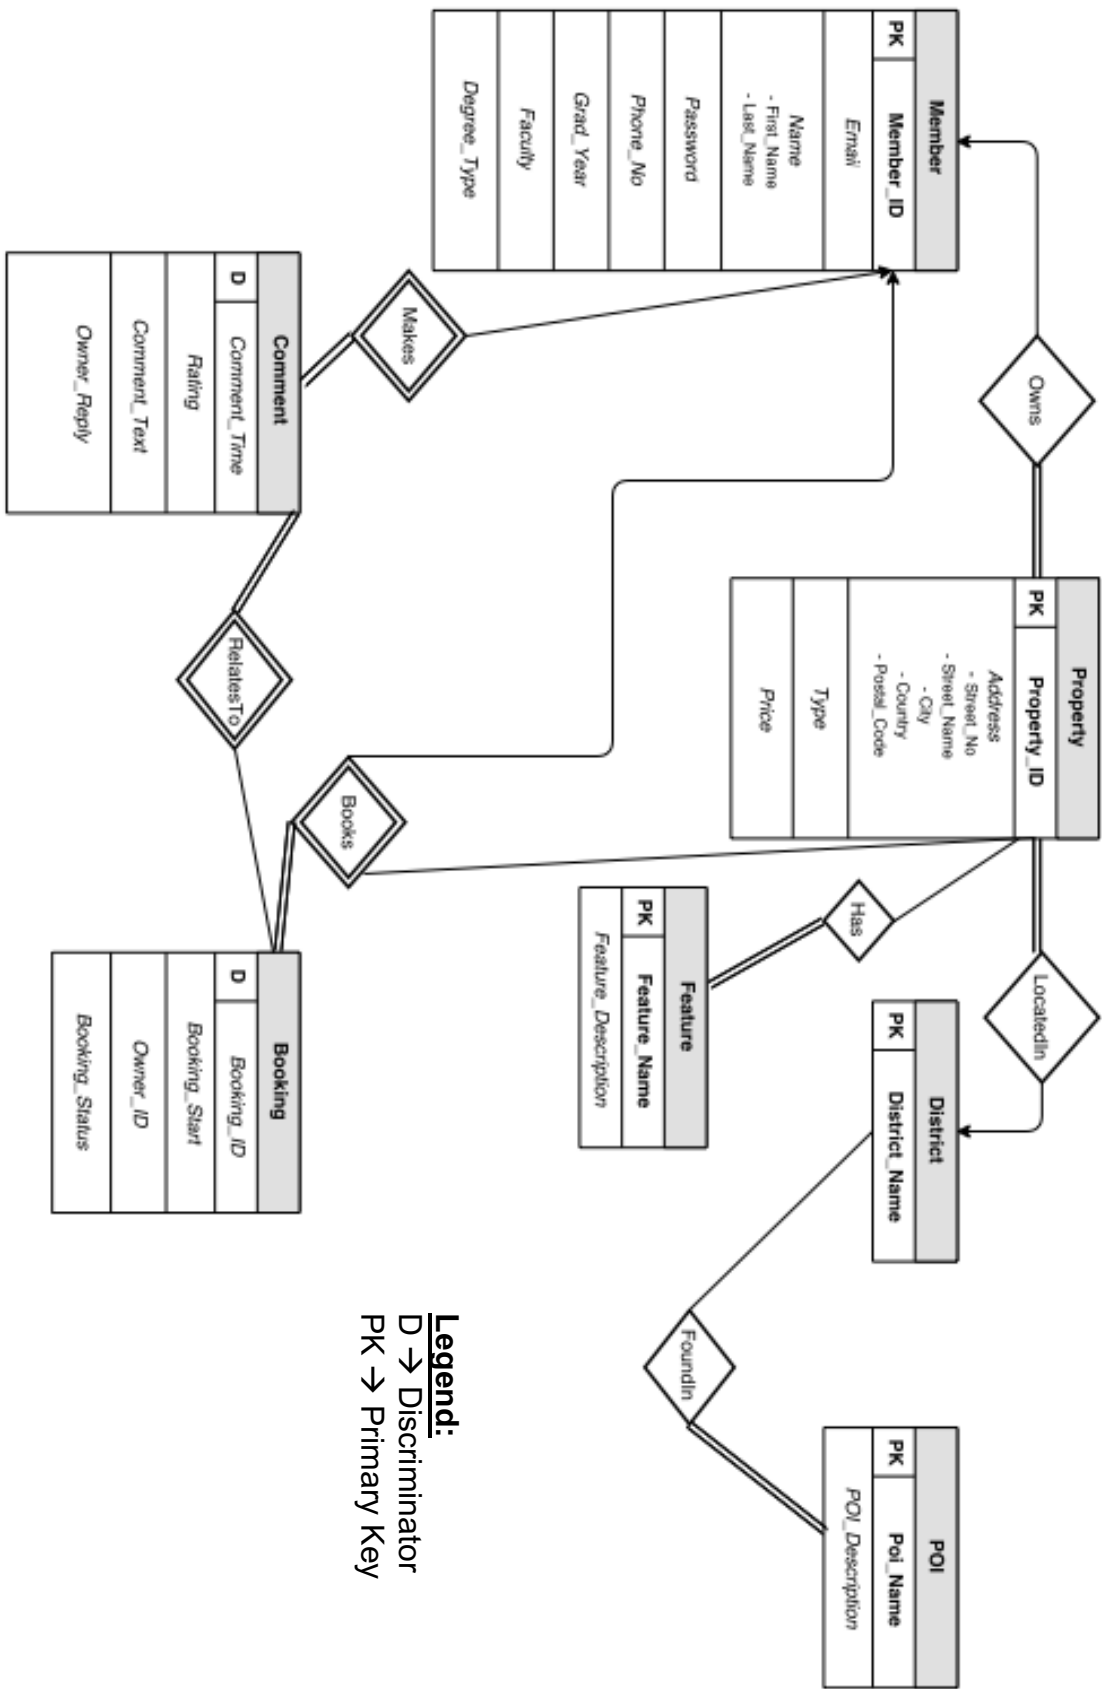 Member
PK Member_ID
Email
Name
- First_Name
- Last_Name
Password
Phone_No
Grad_Year
Faculty
Degree_Type
Owns
Property
PK Property_ID
Address
- Street_No
- Street_Name
- City
- Country
- Postal_Code
Type
Price
LocatedIn
District
PK District_Name
FoundIn
POI
PK Poi_Name
POI_Description
Has
Feature
PK Feature_Name
Feature_Description
Makes
Comment
D Comment_Time
Rating
Comment_Text
Owner_Reply
RelatesTo
Books
Booking
D Booking_ID
Booking_Start
Owner_ID
Booking_Status
Legend:
D → Discriminator
PK → Primary Key